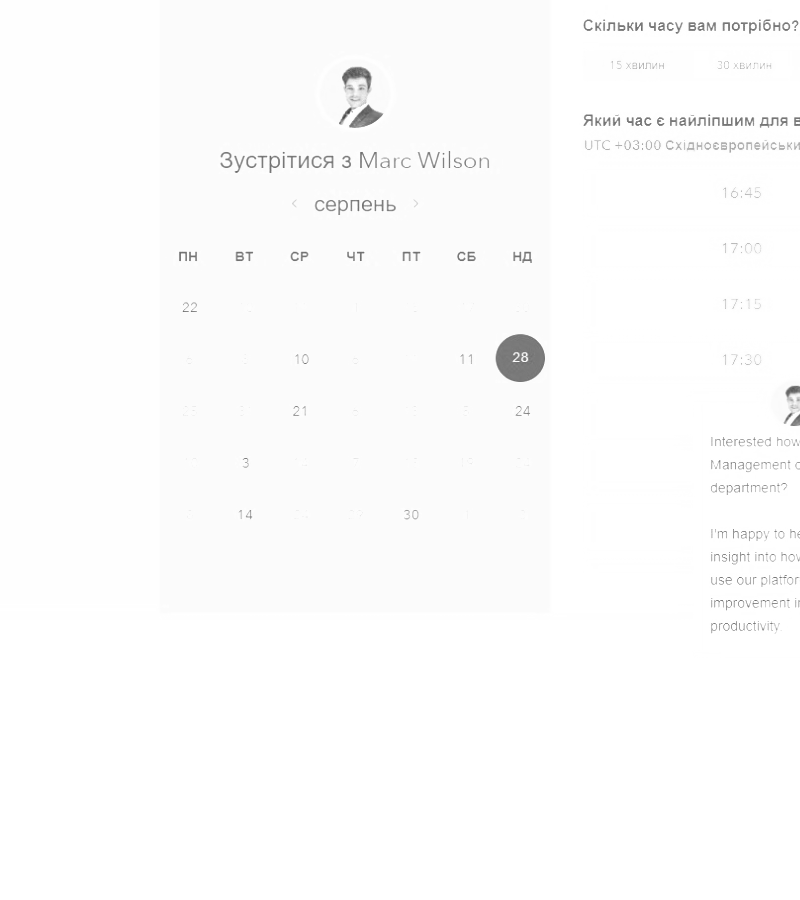 Зустрітися з Marc Wilson
‹ серпень ›
ПН ВТ СР ЧТ ПТ СБ НД
22
10 11 28
21 24
3
14 30
Скільки часу вам потрібно?
15 хвилин 30 хвилин
Який час є найліпшим для в
UTC +03:00 Східноєвропейськи
16:45
17:00
17:15
17:30
Interested how
Management
department?
I'm happy to he
insight into how
use our platfor
improvement in
productivity.